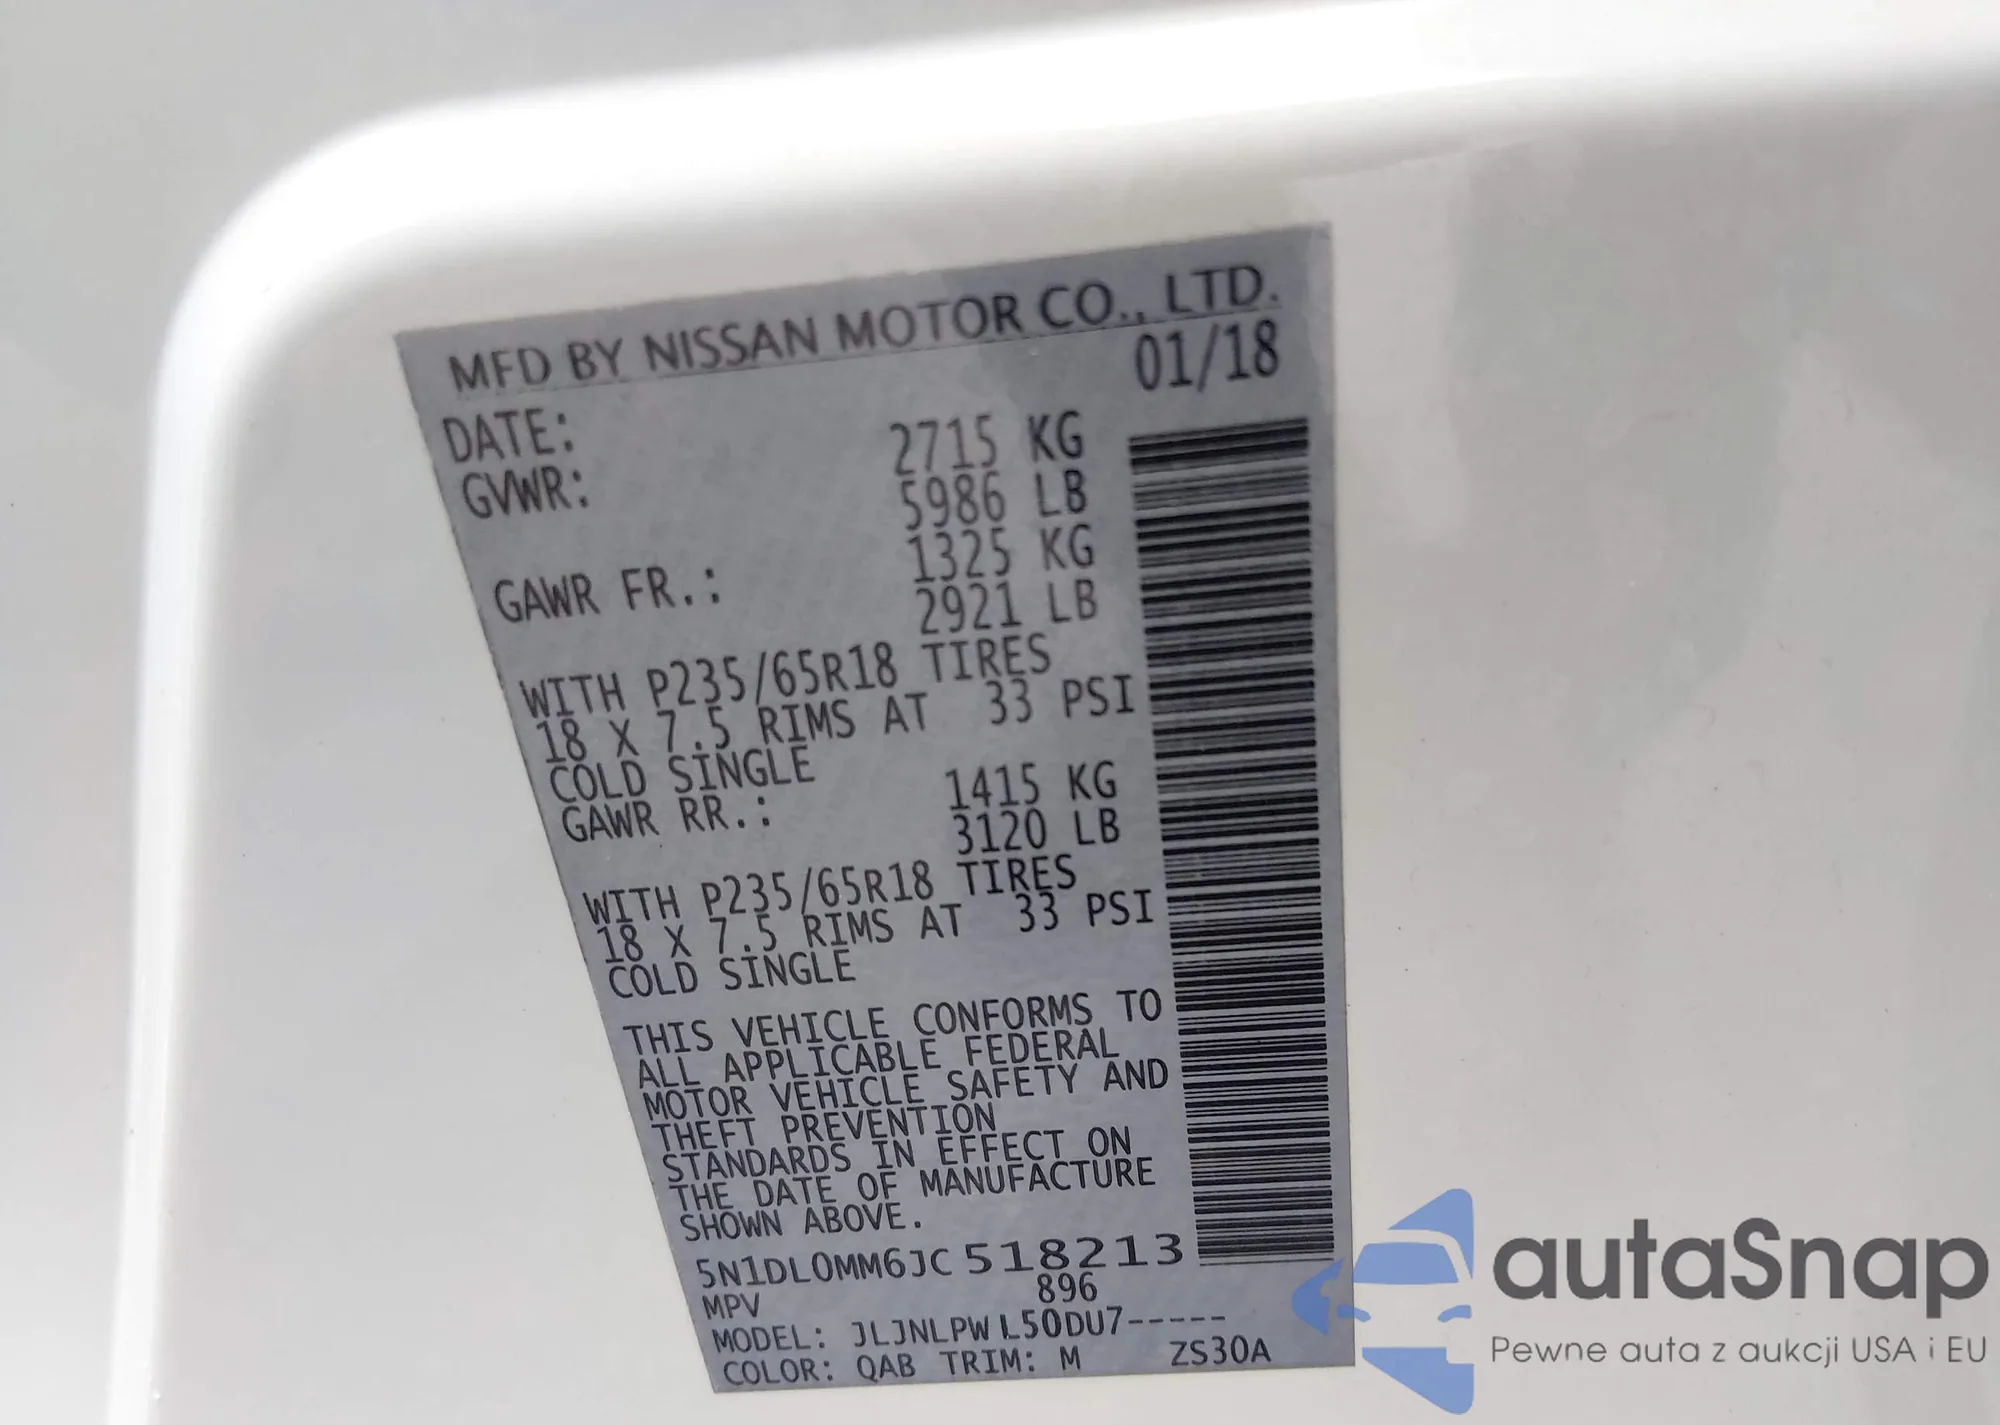 MFD BY NISSAN MOTOR CO., LTD.
DATE: 01/18
GVWR: 2715 KG
5986 LB
GAWR FR.: 1325 KG
2921 LB
WITH P235/65R18 TIRES
18 X 7.5 RIMS AT 33 PSI
COLD SINGLE
GAWR RR.: 1415 KG
3120 LB
WITH P235/65R18 TIRES
18 X 7.5 RIMS AT 33 PSI
COLD SINGLE
THIS VEHICLE CONFORMS TO
ALL APPLICABLE FEDERAL
MOTOR VEHICLE SAFETY AND
THEFT PREVENTION
STANDARDS IN EFFECT ON
THE DATE OF MANUFACTURE
SHOWN ABOVE.
5N1DL0MM6JC518213
MPV 896
MODEL: JLJNLPWL50DU7-----
COLOR: QAB TRIM: M ZS30A
autaSnap
Pewne auta z aukcji USA i EU